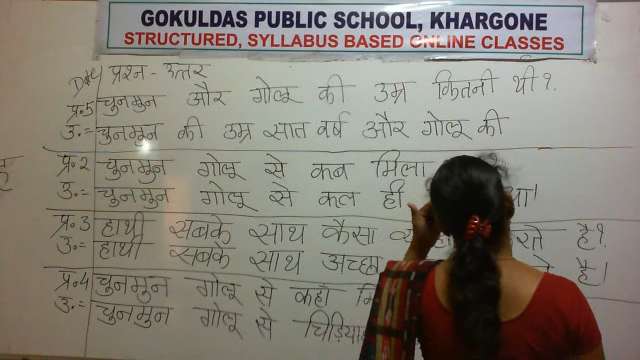 GOKULDAS PUBLIC SCHOOL, KHARGONE
STRUCTURED, SYLLABUS BASED ONLINE CLASSES
प्रश्न - उत्तर
प्र.5 चुनमुन और गोलू की उम्र कितनी थी?
उ.= चुनमुन की उम्र सात वर्ष और गोलू की
प्र.2 चुनमुन गोलू से कब मिला
उ.= चुनमुन गोलू से कल ही
प्र.3 हाथी सबके साथ कैसा है?
उ.= हाथी सबके साथ अच्छा है।
प्र.4 चुनमुन गोलू से कहाँ
उ.= चुनमुन गोलू से